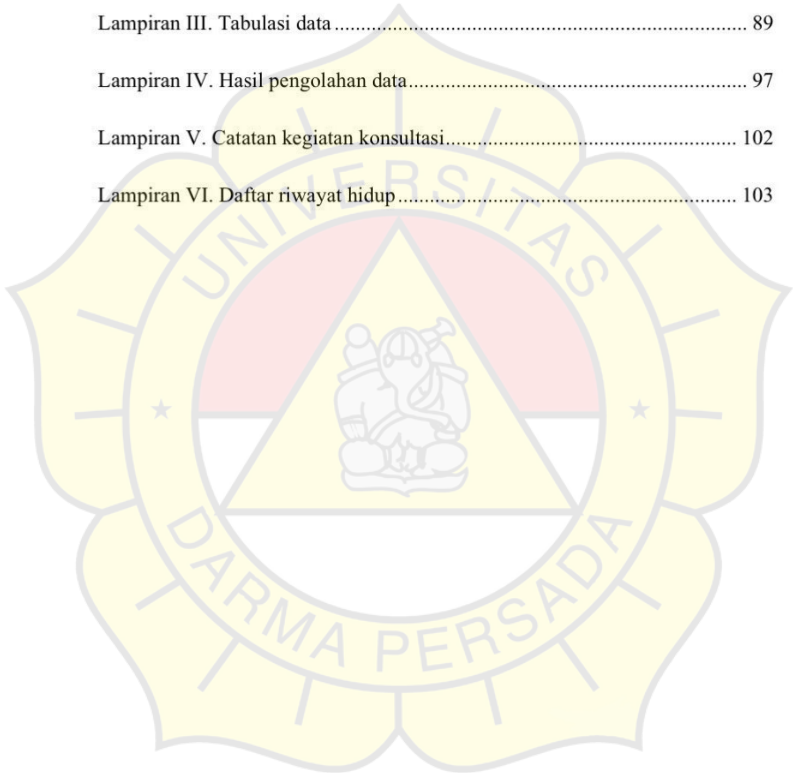 Lampiran III. Tabulasi data ..................................................................... 89
Lampiran IV. Hasil pengolahan data........................................................... 97
Lampiran V. Catatan kegiatan konsultasi................................................. 102
Lampiran VI. Daftar riwayat hidup ......................................................... 103
UNIVERSITAS
DARMA PERSADA